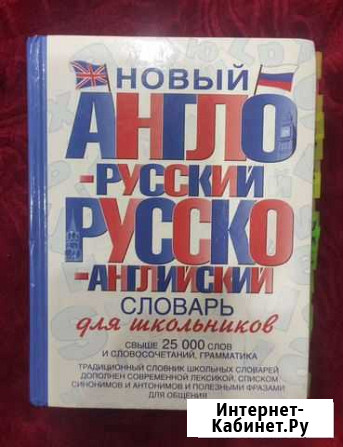 НОВЫЙ
АНГЛО
-РУССКИЙ
РУССКО
-АНГЛИЙСКИЙ
СЛОВАРЬ
для школьников
СВЫШЕ 25 000 СЛОВ
И СЛОВОСОЧЕТАНИЙ, ГРАММАТИКА
ТРАДИЦИОННЫЙ СЛОВНИК ШКОЛЬНЫХ СЛОВАРЕЙ
ДОПОЛНЕН СОВРЕМЕННОЙ ЛЕКСИКОЙ, СПИСКОМ
СИНОНИМОВ И АНТОНИМОВ И ПОЛЕЗНЫМИ ФРАЗАМИ
ДЛЯ ОБЩЕНИЯ
Интернет-
Кабинет.Ру